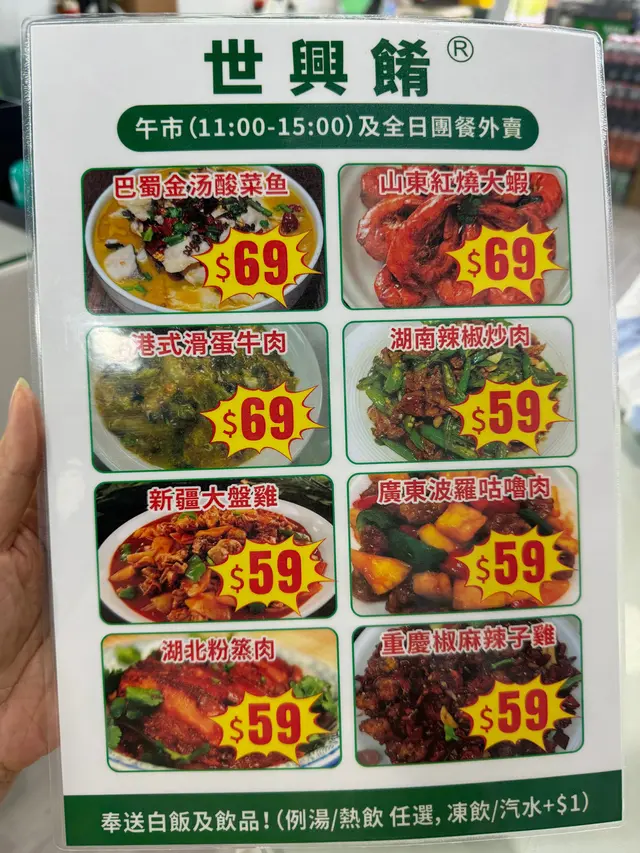 世興餚®
午市(11:00-15:00)及全日團餐外賣
巴蜀金汤酸菜鱼
$69
山東紅燒大蝦
$69
港式滑蛋牛肉
$69
湖南辣椒炒肉
$59
新疆大盤雞
$59
廣東波羅咕嚕肉
$59
湖北粉蒸肉
$59
重慶椒麻辣子雞
$59
奉送白飯及飲品!(例湯/熱飲 任選, 凍飲/汽水+$1)